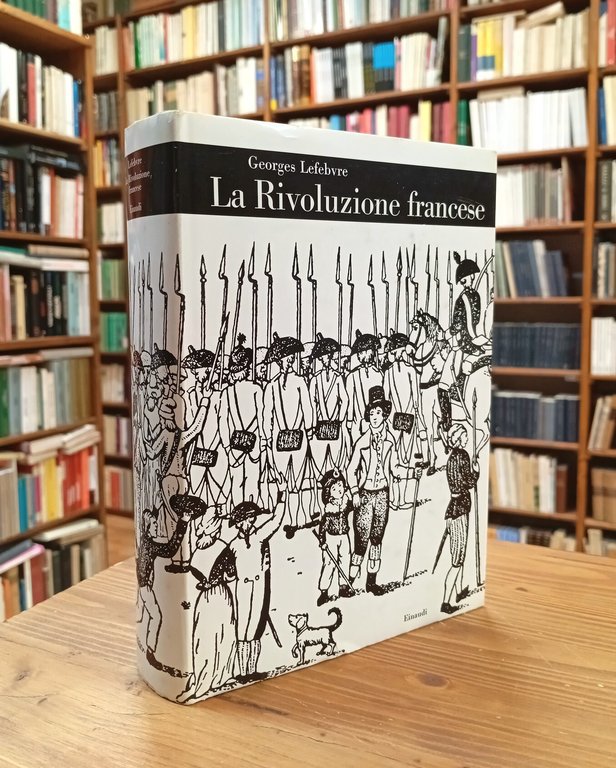 Georges Lefebvre
La Rivoluzione francese
Einaudi
Lefebvre
La Rivoluzione
francese
Einaudi